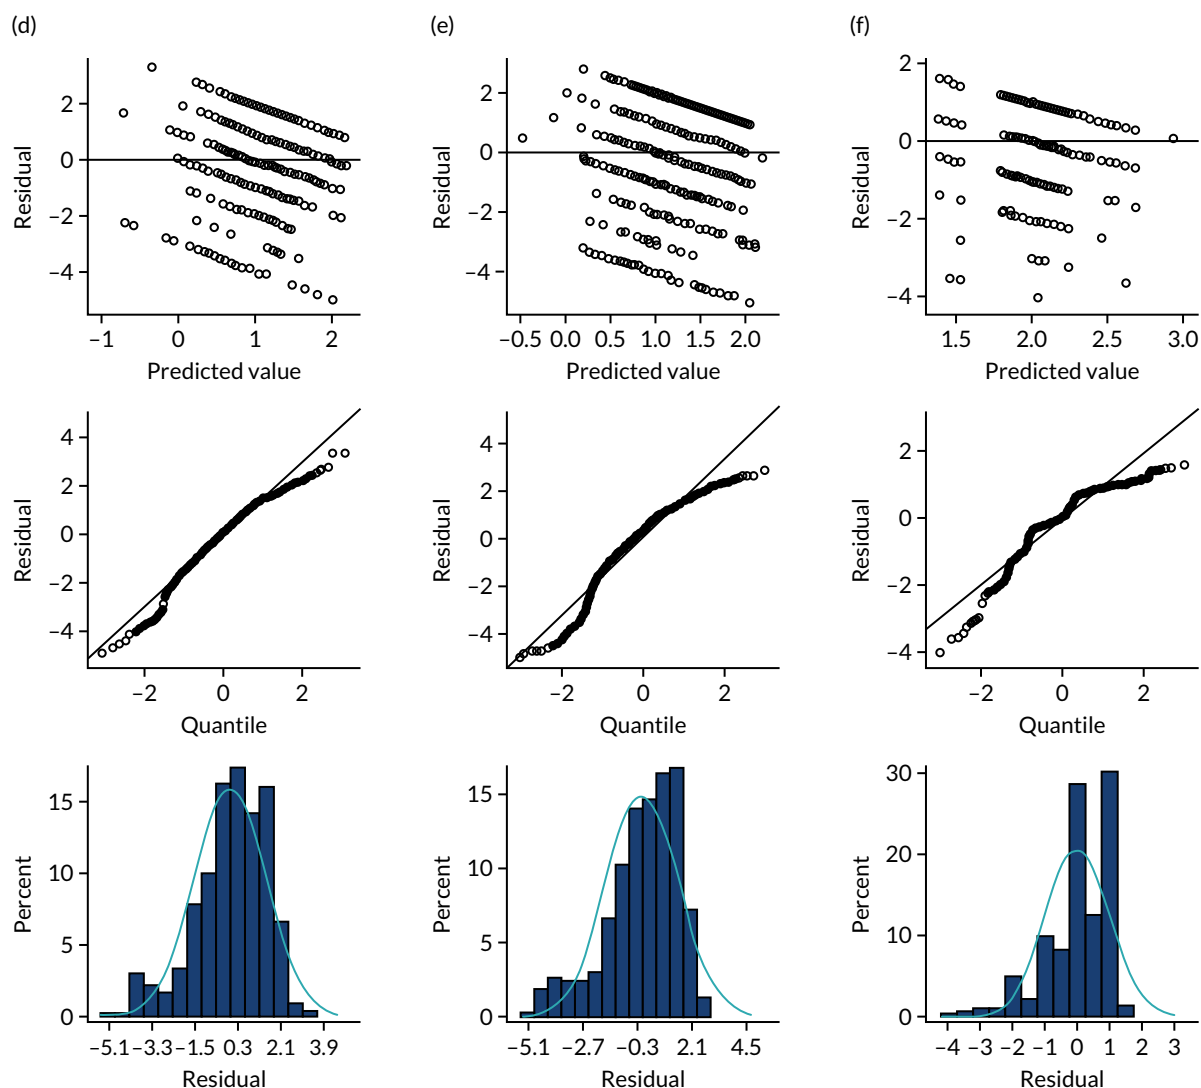 (d) (e) (f)
2
0
−2
−4
Residual
−1 0 1 2
Predicted value
2
0
−2
−4
Residual
−0.5 0.0 0.5 1.0 1.5 2.0
Predicted value
2
0
−2
−4
Residual
1.5 2.0 2.5 3.0
Predicted value
4
2
0
−2
−4
Residual
−2 0 2
Quantile
4
2
0
−2
−4
Residual
−2 0 2
Quantile
2
0
−2
−4
Residual
−2 0 2
Quantile
15
10
5
0
Percent
−5.1 −3.3 −1.5 0.3 2.1 3.9
Residual
15
10
5
0
Percent
−5.1 −2.7 −0.3 2.1 4.5
Residual
30
20
10
0
Percent
−4 −3 −2 −1 0 1 2 3
Residual